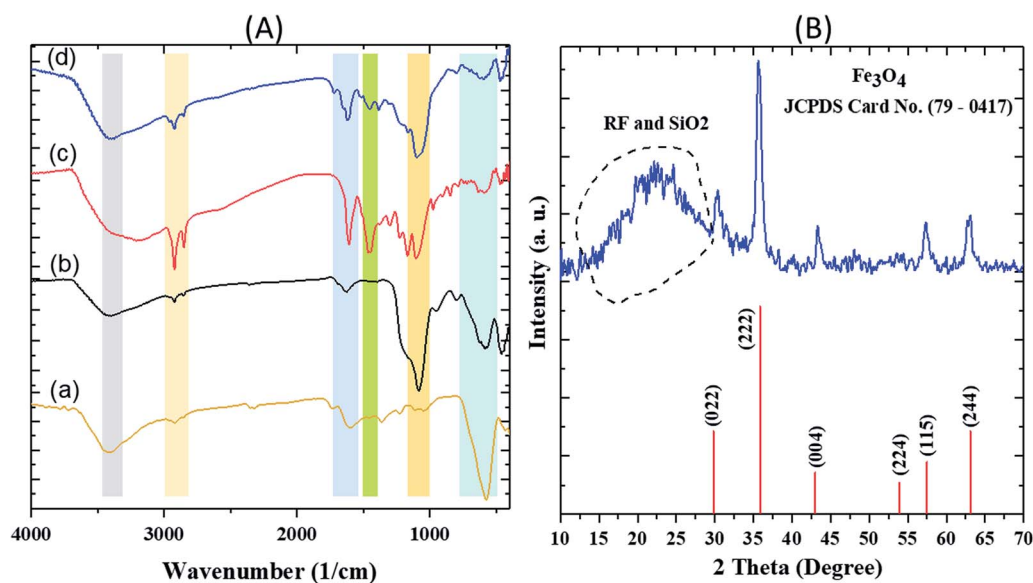 (A)
(d)
(c)
(b)
(a)
4000 3000 2000 1000
Wavenumber (1/cm)
(B)
Fe₃O₄
JCPDS Card No. (79 - 0417)
RF and SiO2
Intensity (a. u.)
(022)
(222)
(004)
(224)
(115)
(244)
10 15 20 25 30 35 40 45 50 55 60 65 70
2 Theta (Degree)